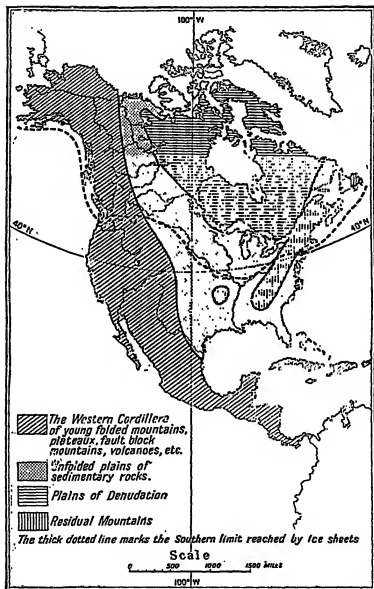 100° W
40° N
40° N
The Western Cordillera
of young folded mountains,
plateaux, fault block
mountains, volcanoes, etc.
Unfolded plains of
sedimentary rocks.
Plains of Denudation
Residual Mountains
The thick dotted line marks the Southern limit reached by Ice sheets
Scale
0 500 1000 1500 MILES
100° W